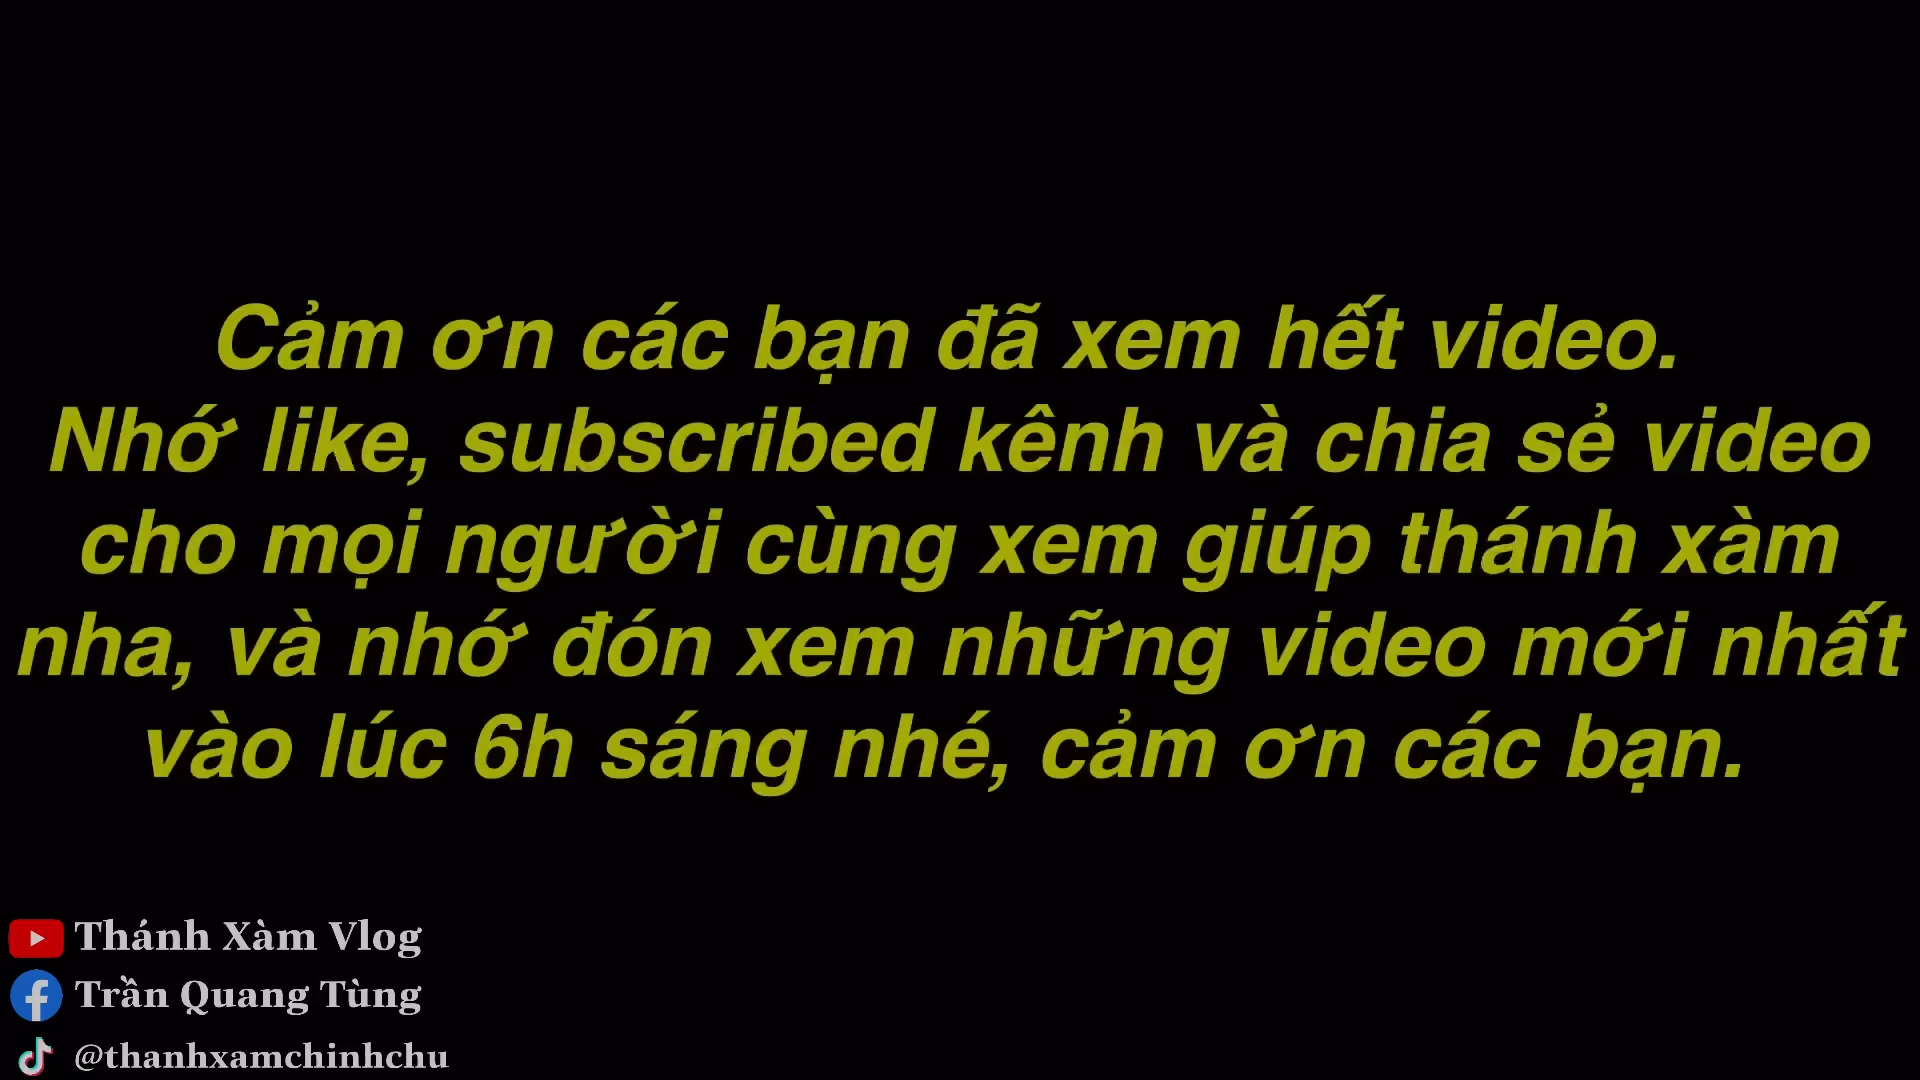 Cảm ơn các bạn đã xem hết video.
Nhớ like, subscribed kênh và chia sẻ video
cho mọi người cùng xem giúp thánh xàm
nha, và nhớ đón xem những video mới nhất
vào lúc 6h sáng nhé, cảm ơn các bạn.
Thánh Xàm Vlog
Trần Quang Tùng
@thanhxamchinhchu